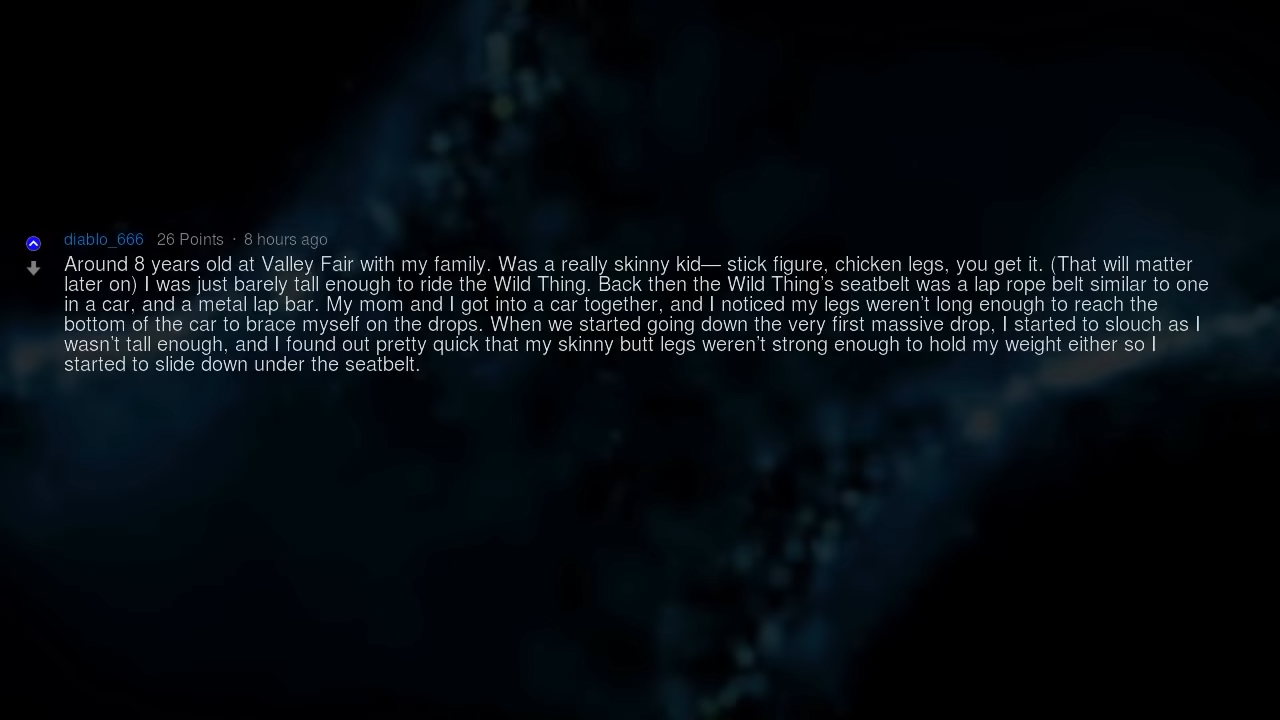 diablo_666 26 Points · 8 hours ago
Around 8 years old at Valley Fair with my family. Was a really skinny kid— stick figure, chicken legs, you get it. (That will matter
later on) I was just barely tall enough to ride the Wild Thing. Back then the Wild Thing’s seatbelt was a lap rope belt similar to one
in a car, and a metal lap bar. My mom and I got into a car together, and I noticed my legs weren’t long enough to reach the
bottom of the car to brace myself on the drops. When we started going down the very first massive drop, I started to slouch as I
wasn’t tall enough, and I found out pretty quick that my skinny butt legs weren’t strong enough to hold my weight either so I
started to slide down under the seatbelt.